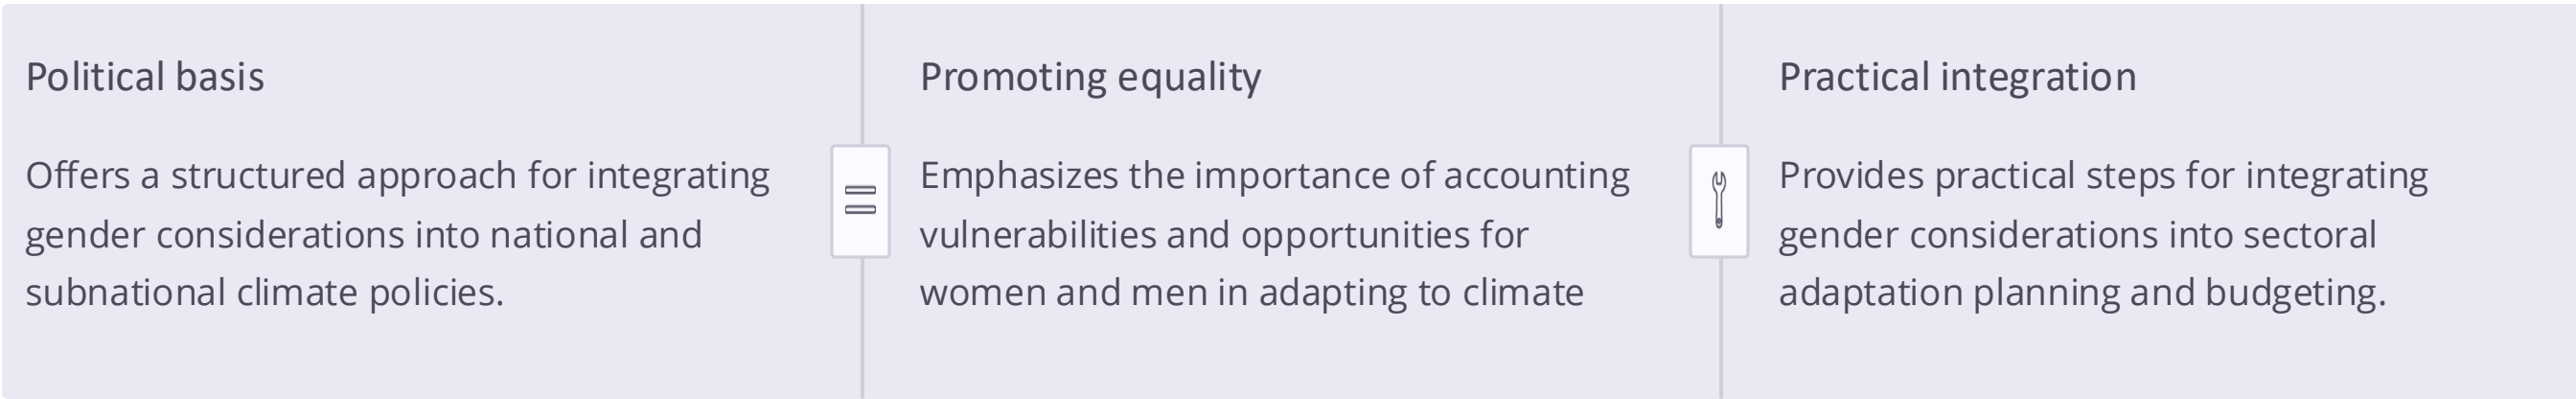 Political basis
Offers a structured approach for integrating
gender considerations into national and
subnational climate policies.
Promoting equality
Emphasizes the importance of accounting
vulnerabilities and opportunities for
women and men in adapting to climate
Practical integration
Provides practical steps for integrating
gender considerations into sectoral
adaptation planning and budgeting.